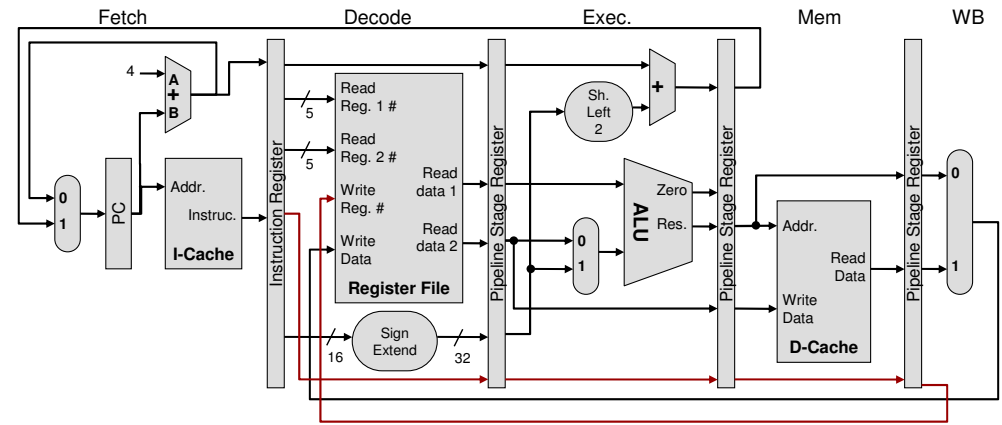 Fetch
Decode
Exec.
Mem
WB
4
A
+
B
0
1
PC
Addr.
Instruc.
I-Cache
Instruction Register
5
5
Read
Reg. 1 #
Read
Reg. 2 #
Write
Reg. #
Write
Data
Read
data 1
Read
data 2
Register File
16
Sign
Extend
32
Pipeline Stage Register
Sh.
Left
2
+
0
1
ALU
Zero
Res.
Pipeline Stage Register
Addr.
Read
Data
Write
Data
D-Cache
Pipeline Stage Register
0
1